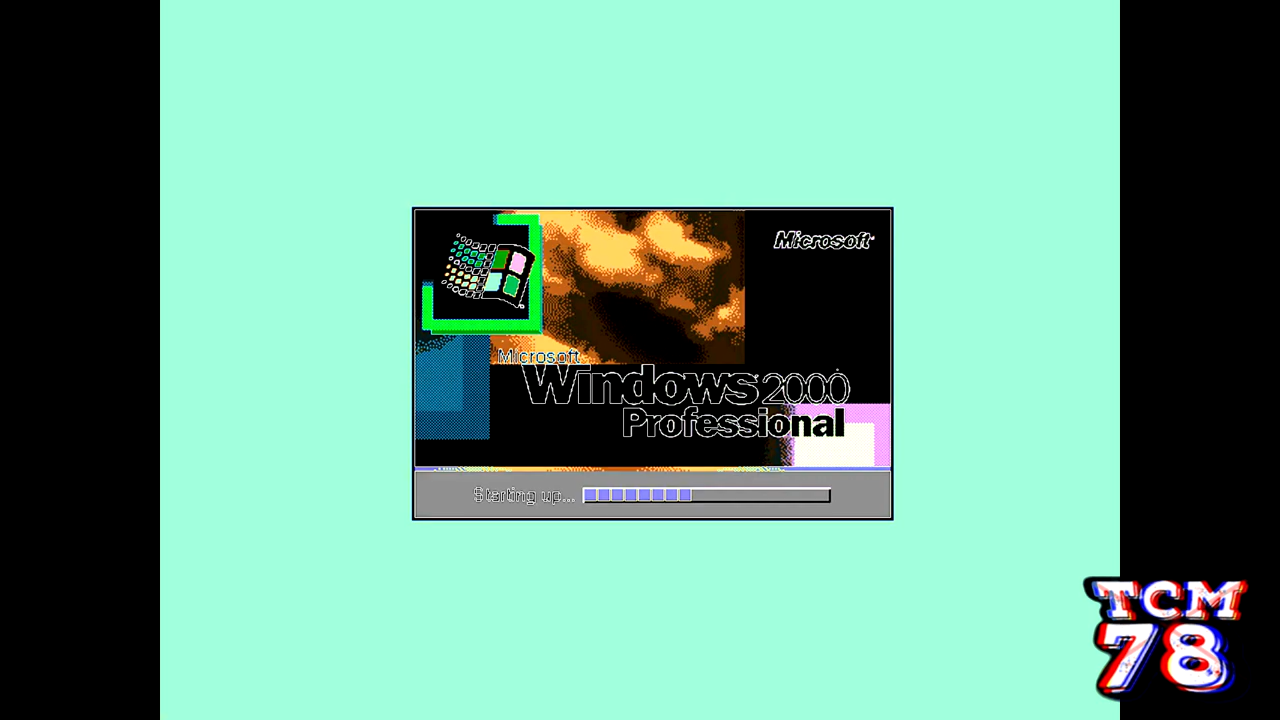 Microsoft
Microsoft
Windows 2000
Professional
Starting up...
TCM
78